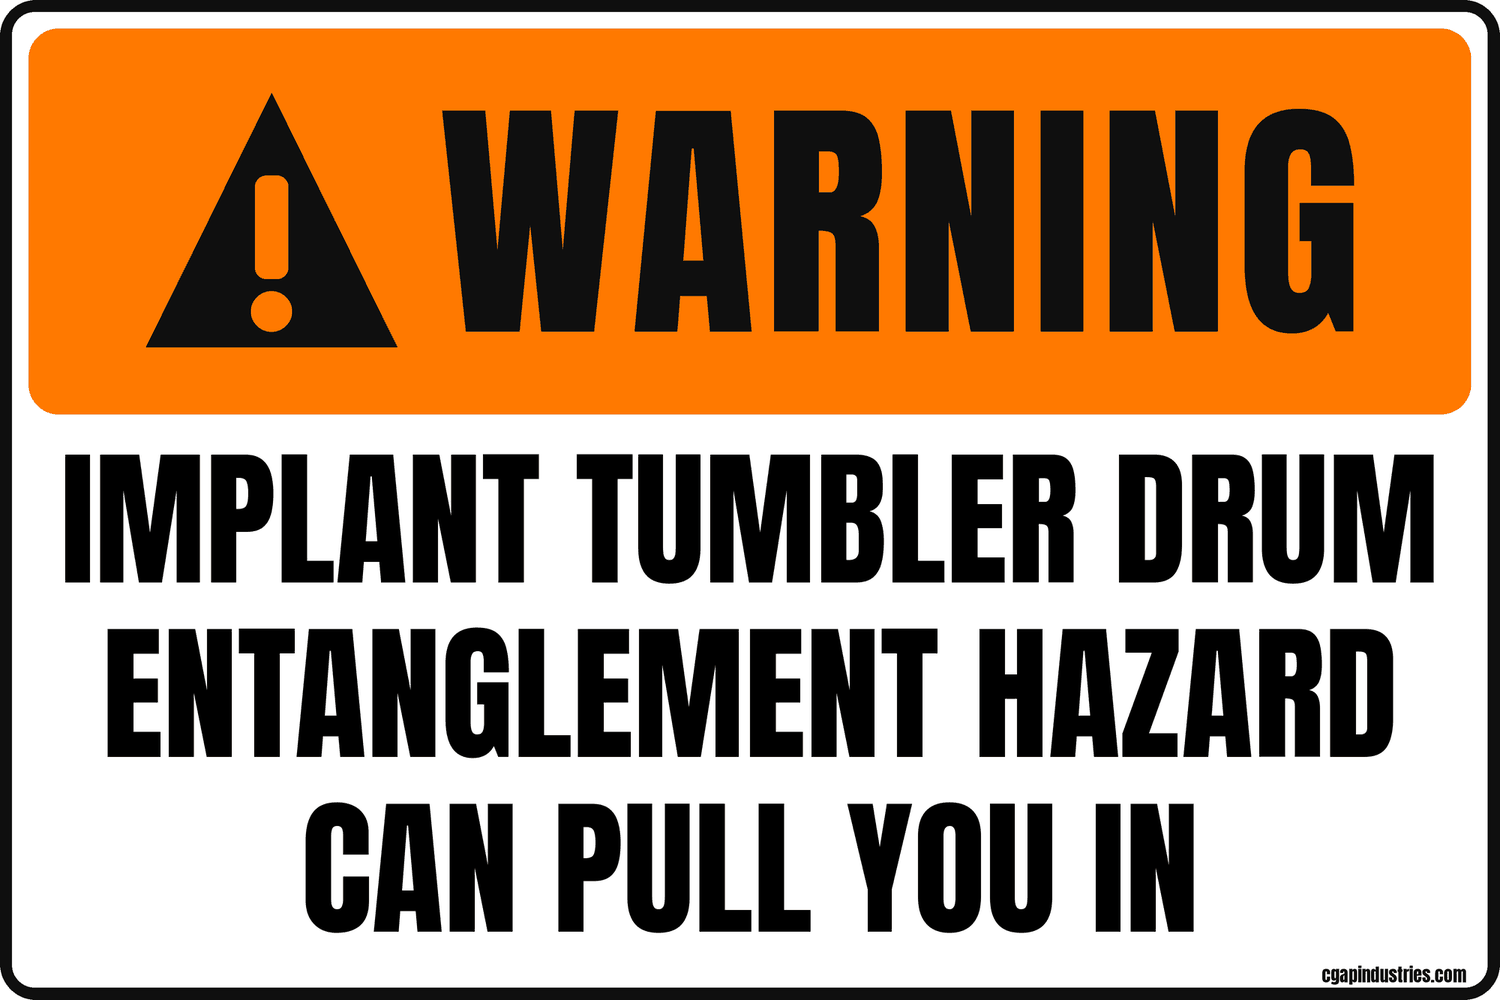 WARNING
IMPLANT TUMBLER DRUM
ENTANGLEMENT HAZARD
CAN PULL YOU IN
cgapindustries.com